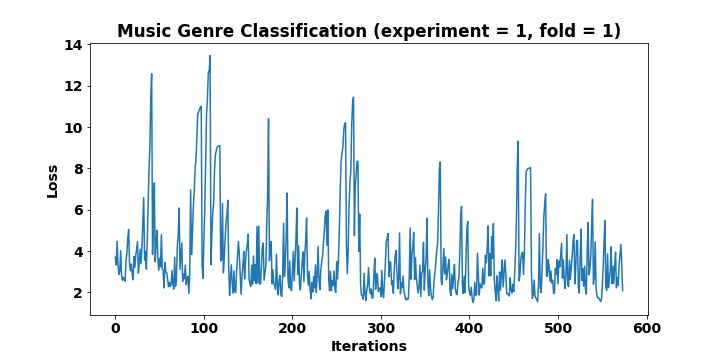 Music Genre Classification (experiment = 1, fold = 1)
14
12
10
8
6
4
2
Loss
0 100 200 300 400 500 600
Iterations